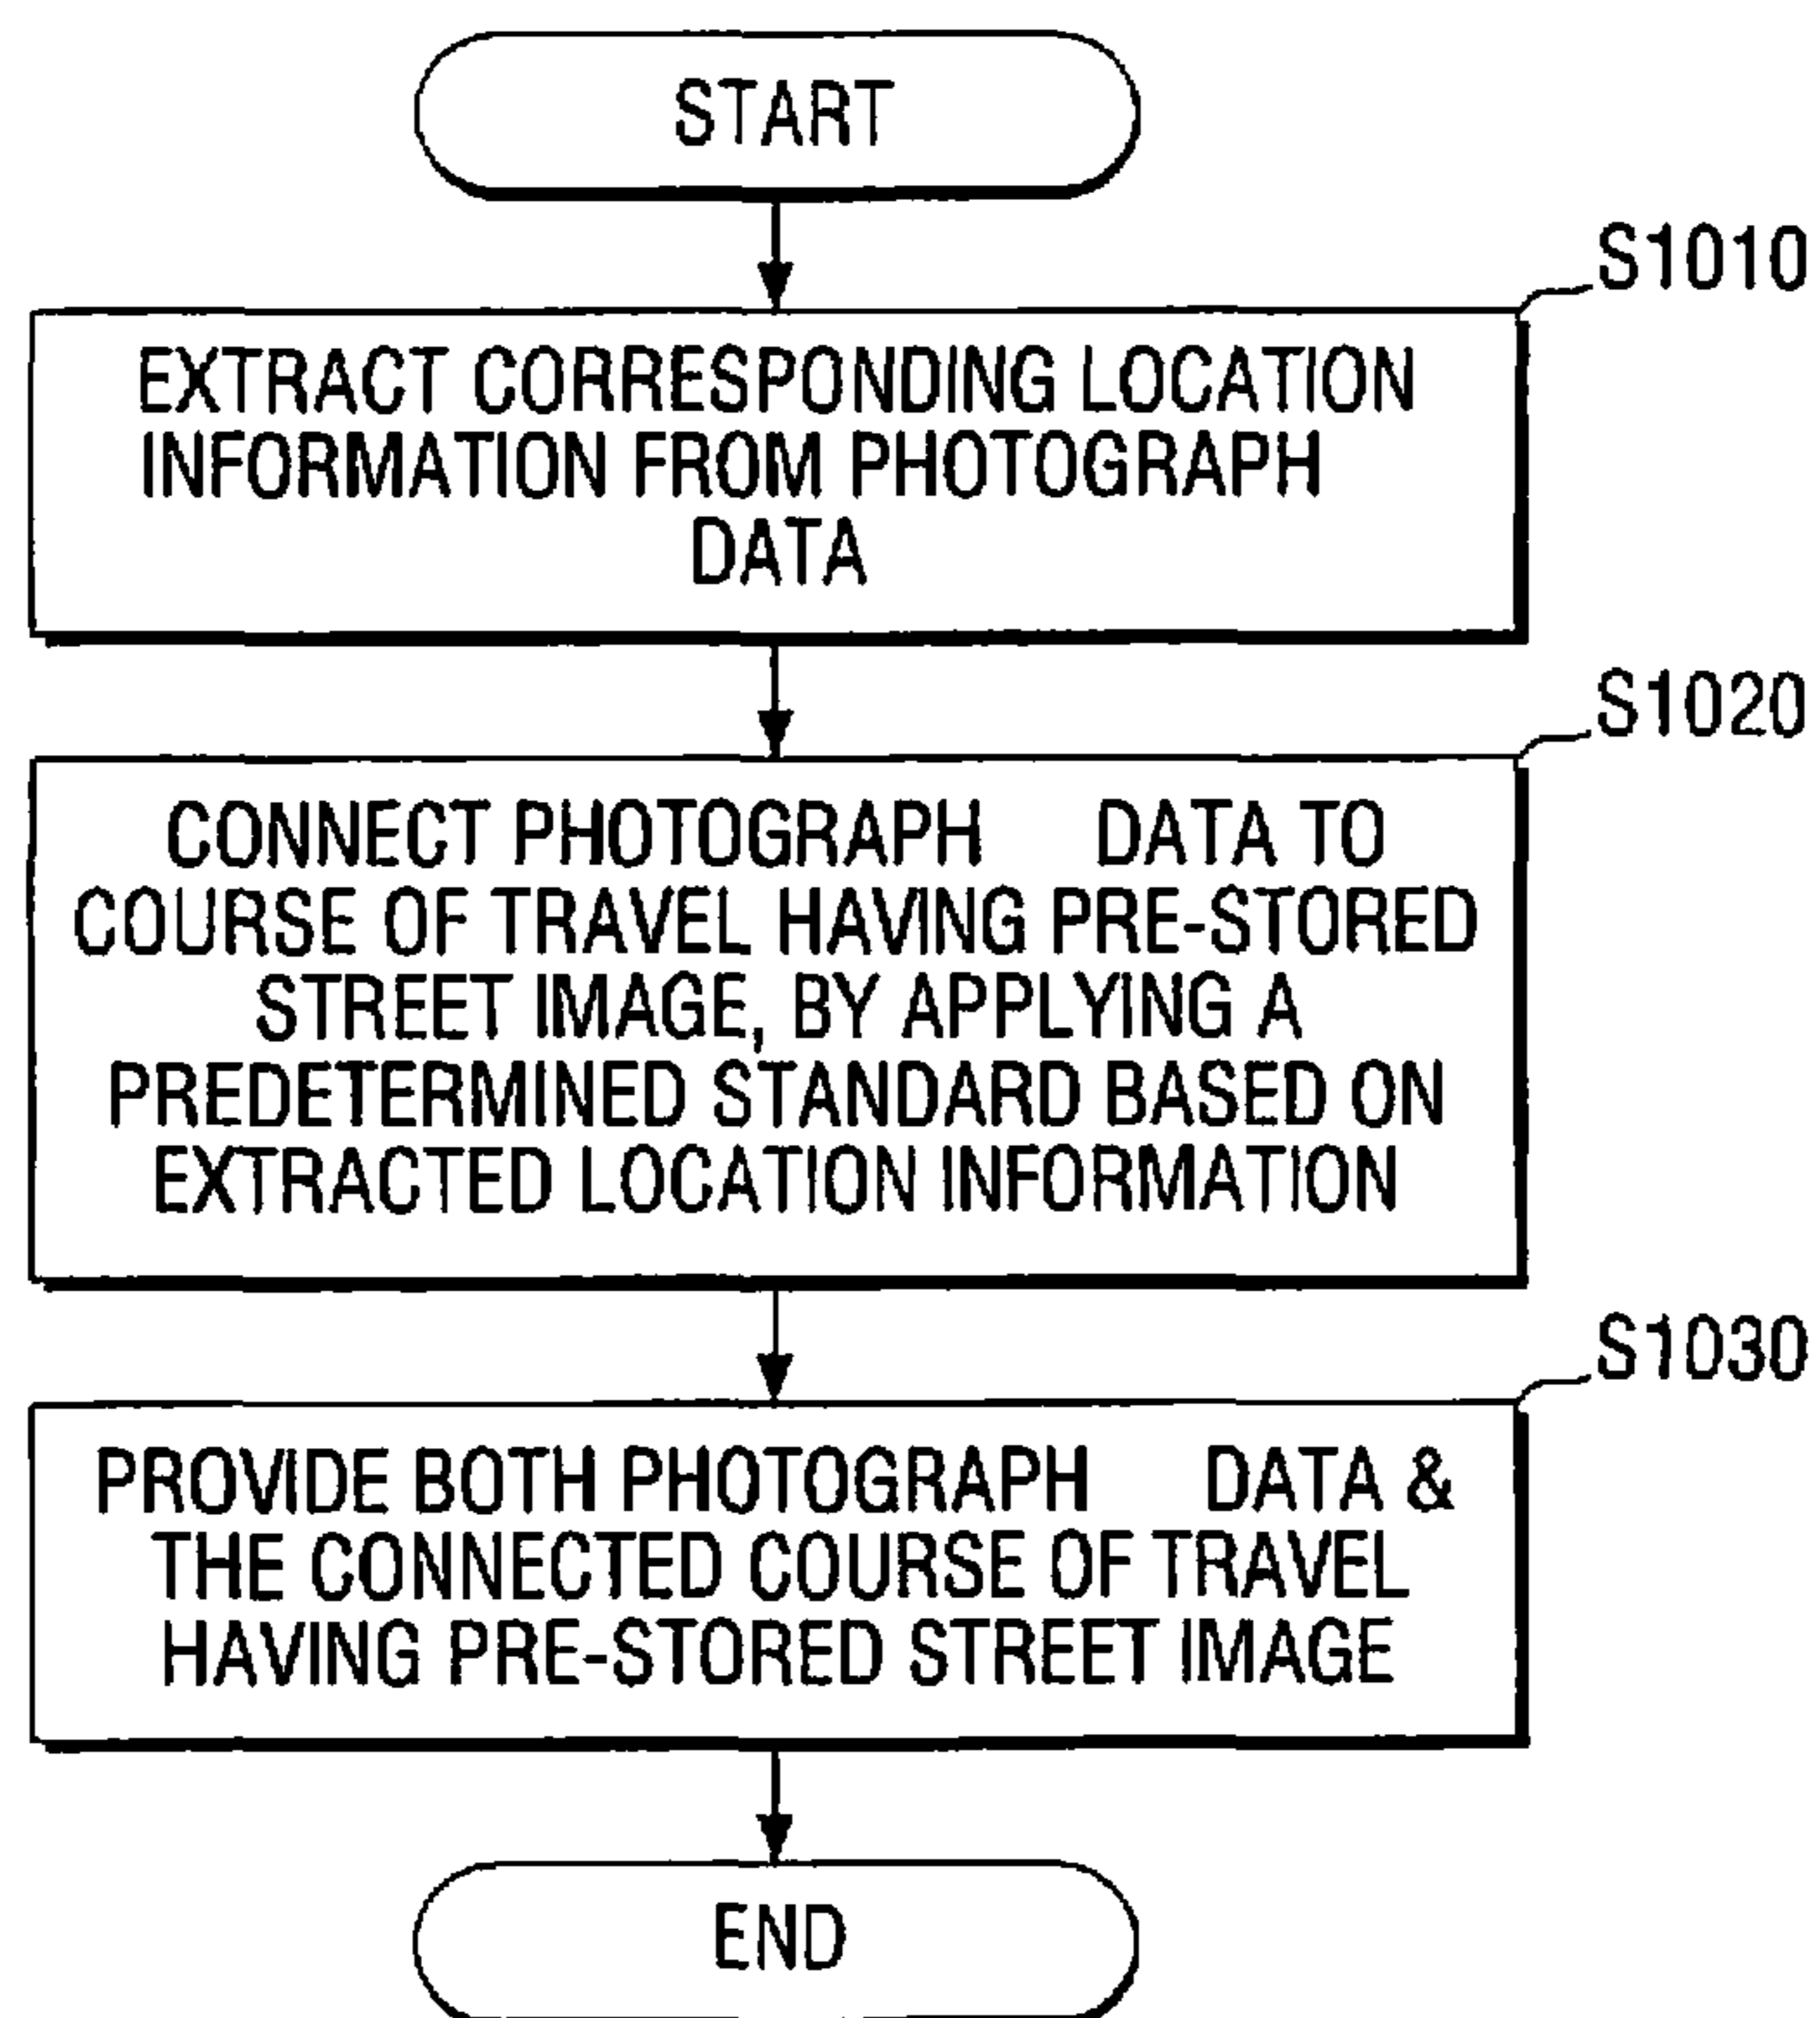 START
S1010
EXTRACT CORRESPONDING LOCATION
INFORMATION FROM PHOTOGRAPH
DATA
S1020
CONNECT PHOTOGRAPH DATA TO
COURSE OF TRAVEL HAVING PRE-STORED
STREET IMAGE, BY APPLYING A
PREDETERMINED STANDARD BASED ON
EXTRACTED LOCATION INFORMATION
S1030
PROVIDE BOTH PHOTOGRAPH DATA &
THE CONNECTED COURSE OF TRAVEL
HAVING PRE-STORED STREET IMAGE
END